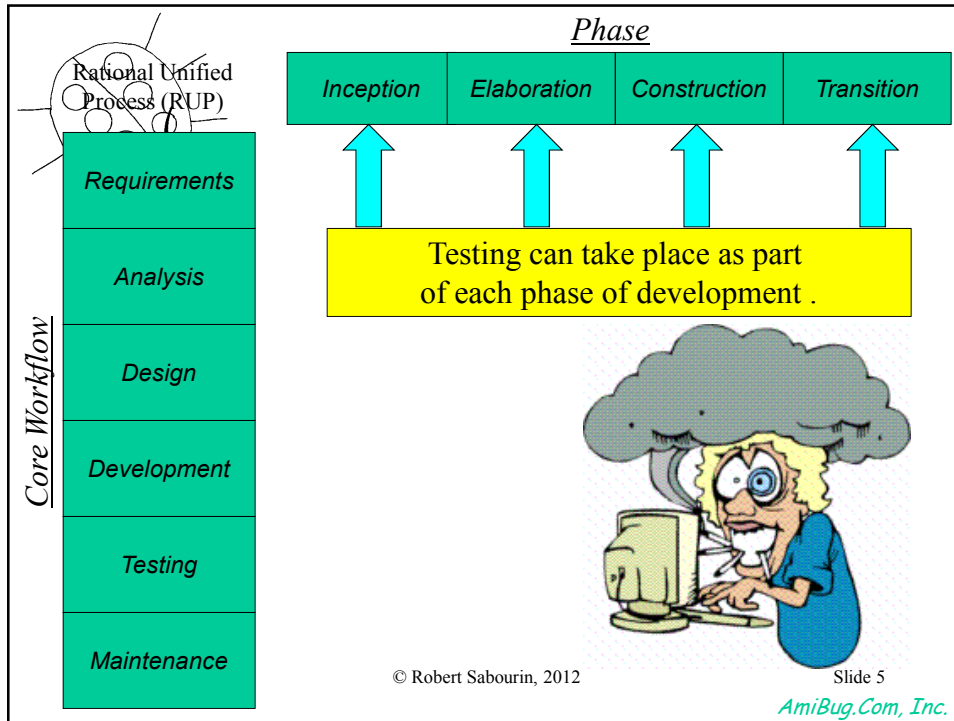 Phase
Rational Unified
Process (RUP)
Inception
Elaboration
Construction
Transition
Core Workflow
Requirements
Analysis
Design
Development
Testing
Maintenance
Testing can take place as part
of each phase of development .
© Robert Sabourin, 2012
Slide 5
AmiBug.Com, Inc.